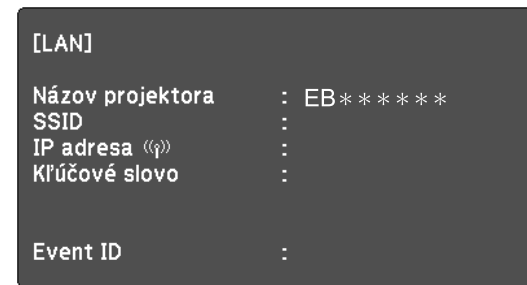 [LAN]
Názov projektora : EB******
SSID :
IP adresa :
Kľúčové slovo :
Event ID :